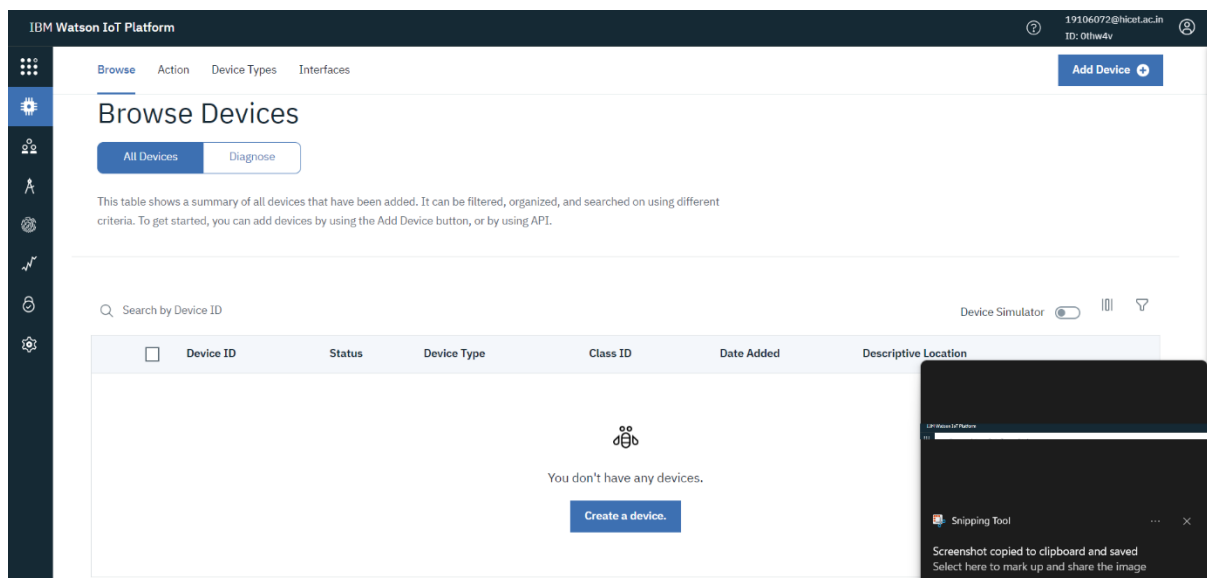 IBM Watson IoT Platform
19106072@hicet.ac.in
ID: 0thw4v
Browse Action Device Types Interfaces
Add Device
Browse Devices
All Devices Diagnose
This table shows a summary of all devices that have been added. It can be filtered, organized, and searched on using different
criteria. To get started, you can add devices by using the Add Device button, or by using API.
Search by Device ID
Device Simulator
Device ID Status Device Type Class ID Date Added Descriptive Location
You don't have any devices.
Create a device.
IBM Watson IoT Platform
Snipping Tool
Screenshot copied to clipboard and saved
Select here to mark up and share the image